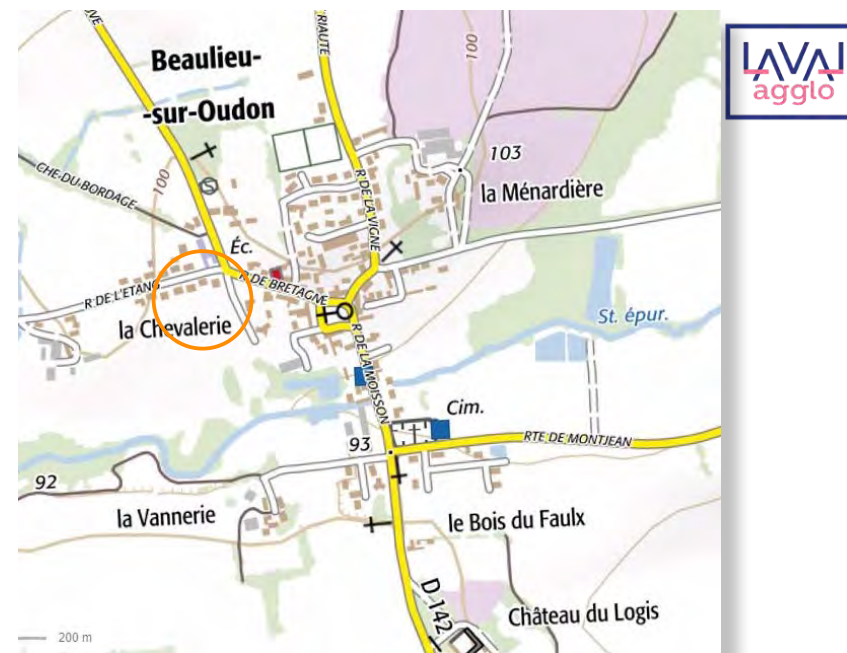 Beaulieu-
-sur-Oudon
RIAUTE
100
LAVAL
agglo
103
la Ménardière
CHE DU BORDAGE
100
R DE LA VIGNE
Éc.
R DE BRETAGNE
R DE L'ETANG
la Chevalerie
St. épur.
R DE LA MOISSON
Cim.
93
RTE DE MONTJEAN
92
la Vannerie
le Bois du Faulx
D 142
Château du Logis
200 m